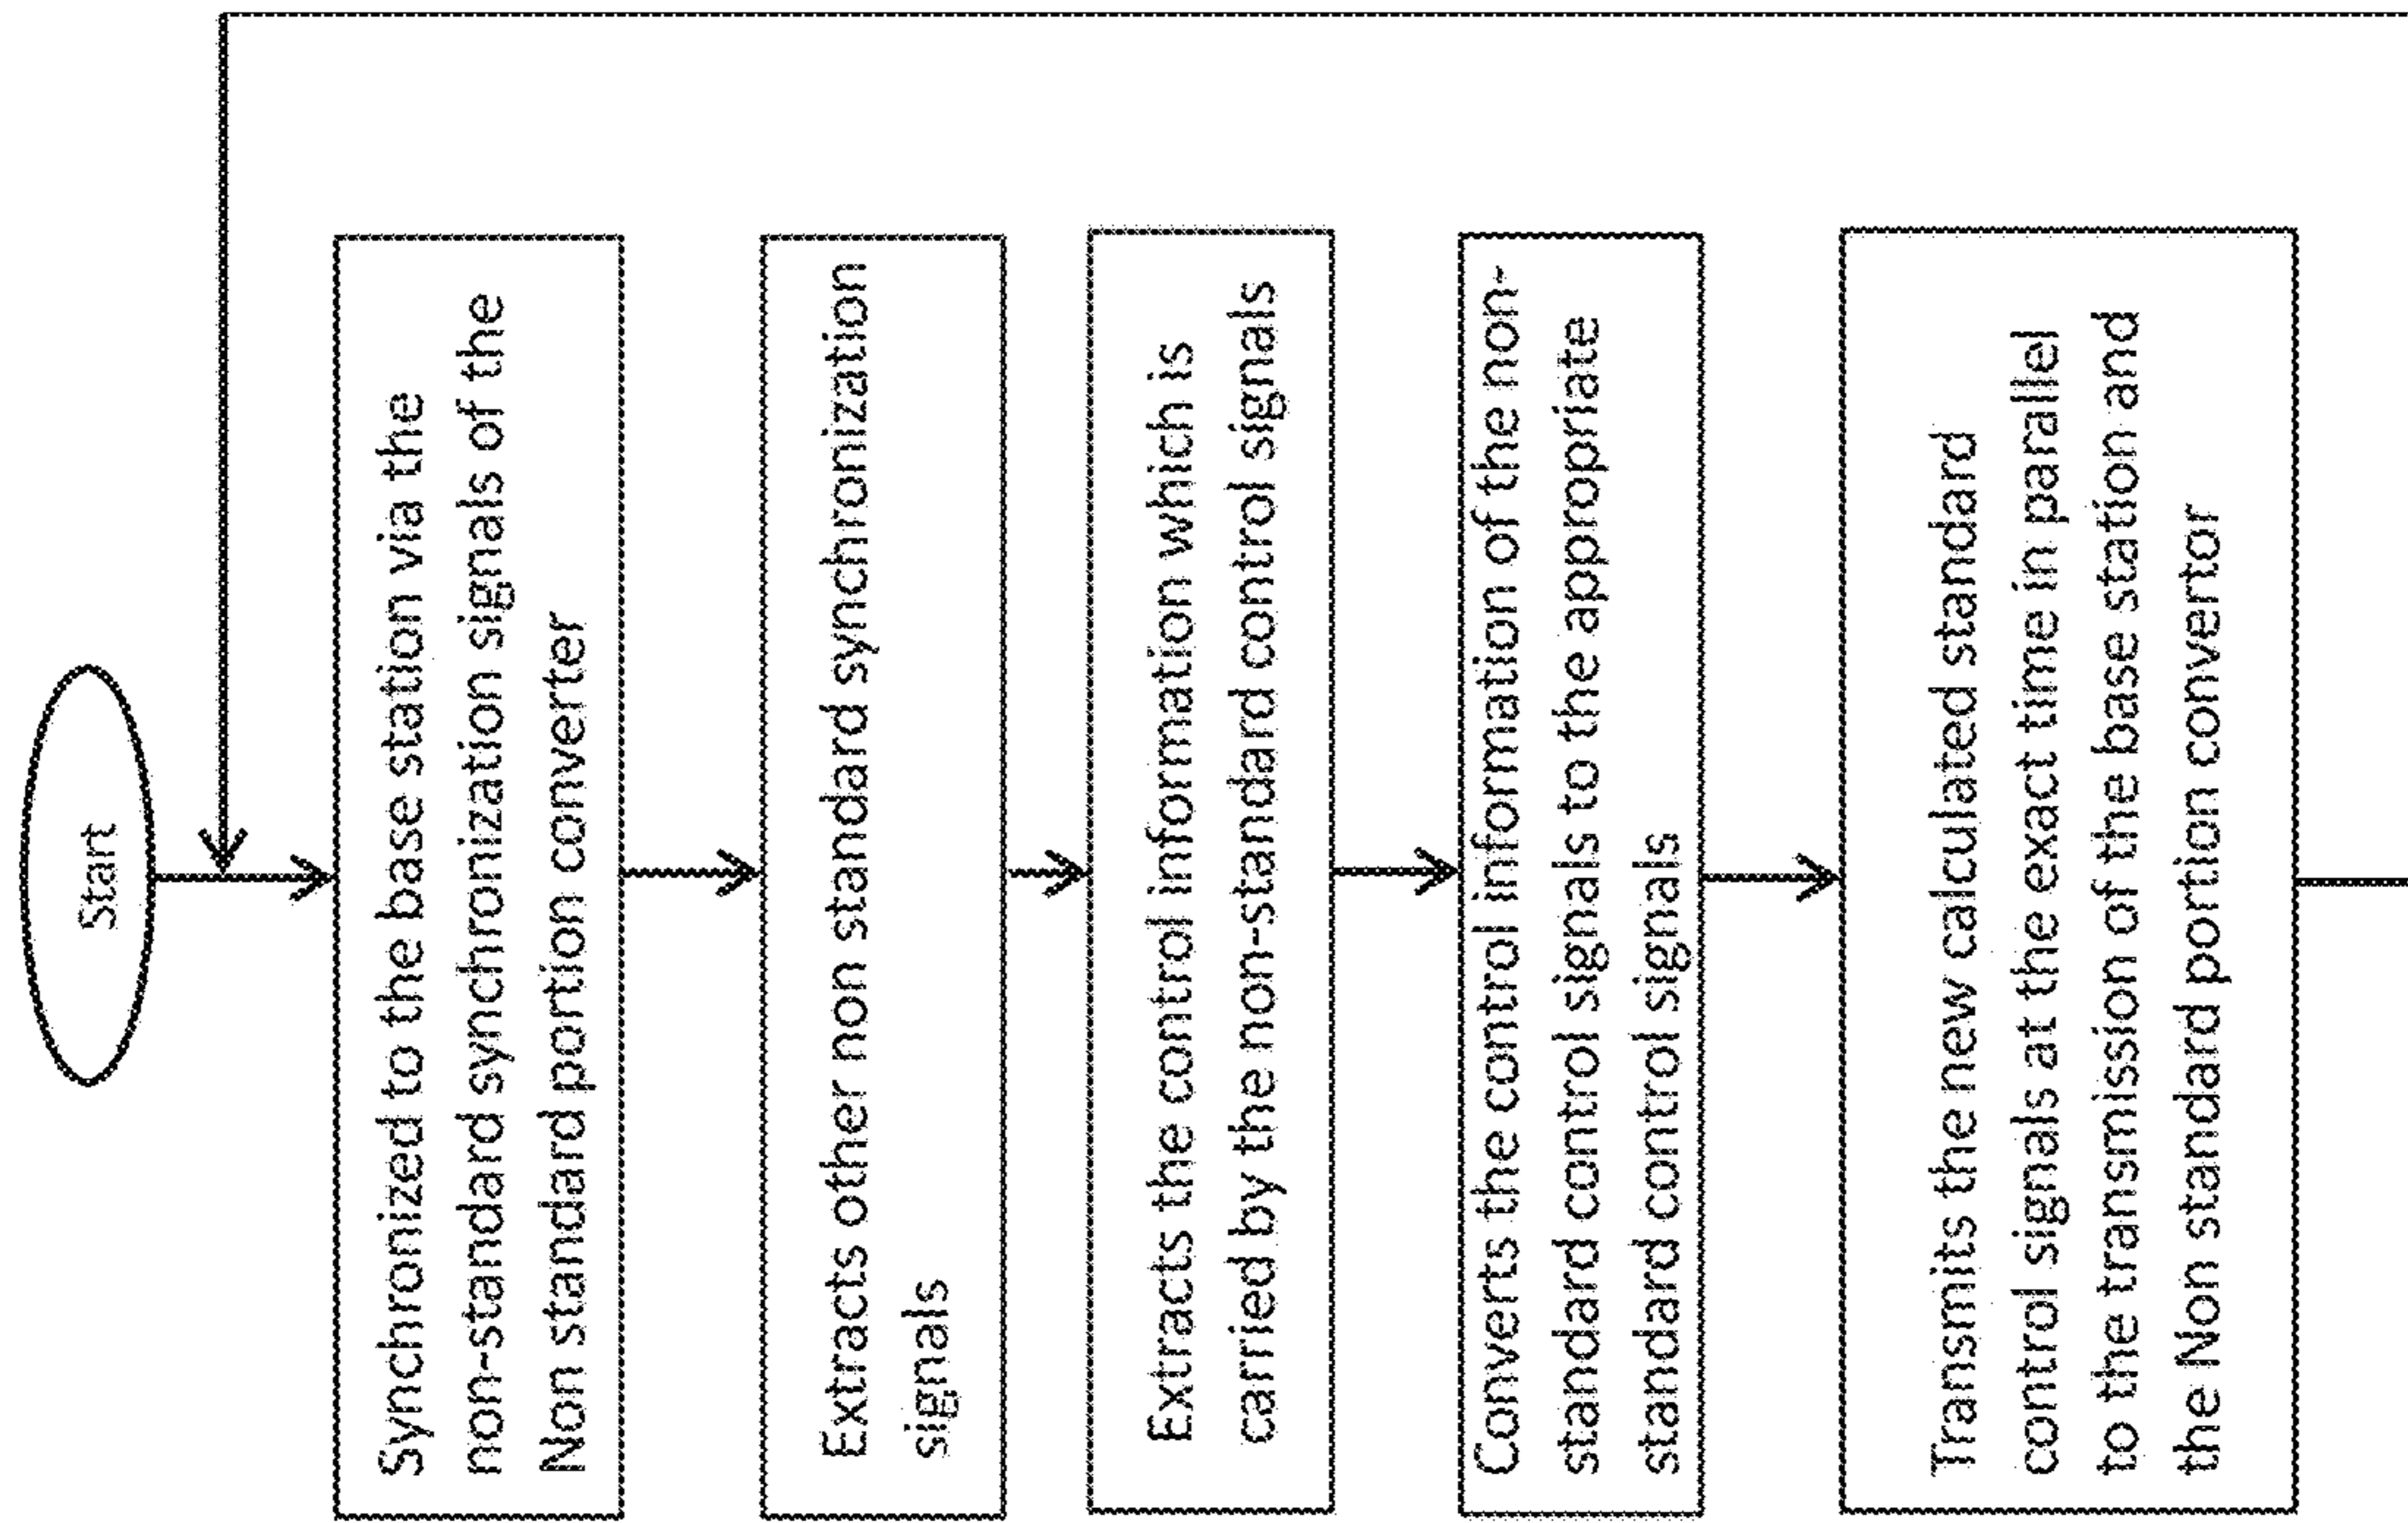 Start
Synchronized to the base station via the
non-standard synchronization signals of the
Non standard portion converter
Extracts other non standard synchronization
signals
Extracts the control information which is
carried by the non-standard control signals
Converts the control information of the non-
standard control signals to the appropriate
standard control signals
Transmits the new calculated standard
control signals at the exact time in parallel
to the transmission of the base station and
the Non standard portion convertor